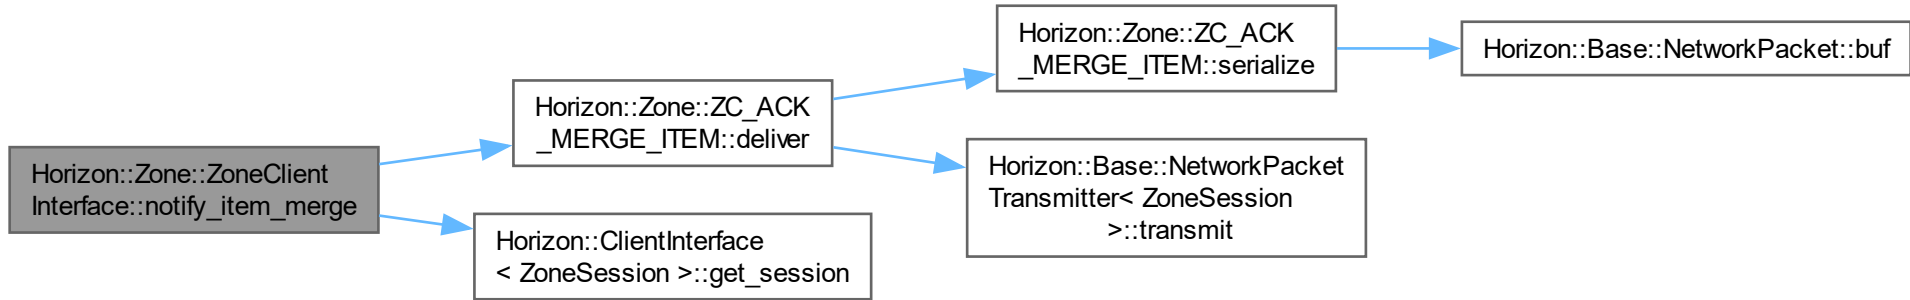 Horizon::Zone::ZoneClient
Interface::notify_item_merge
Horizon::Zone::ZC_ACK
_MERGE_ITEM::deliver
Horizon::ClientInterface
< ZoneSession >::get_session
Horizon::Zone::ZC_ACK
_MERGE_ITEM::serialize
Horizon::Base::NetworkPacket
Transmitter< ZoneSession
>::transmit
Horizon::Base::NetworkPacket::buf